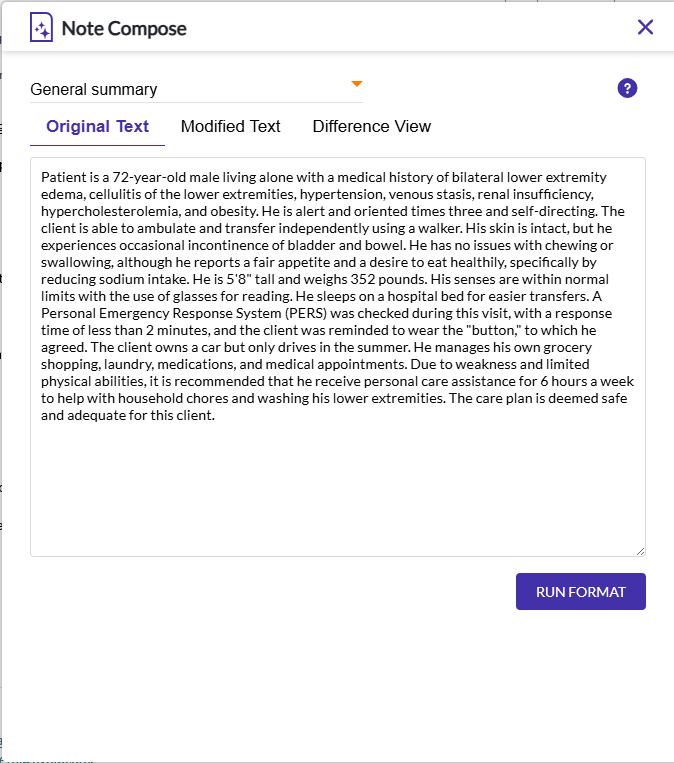 Note Compose
General summary
?
Original Text
Modified Text
Difference View
Patient is a 72-year-old male living alone with a medical history of bilateral lower extremity
edema, cellulitis of the lower extremities, hypertension, venous stasis, renal insufficiency,
hypercholesterolemia, and obesity. He is alert and oriented times three and self-directing. The
client is able to ambulate and transfer independently using a walker. His skin is intact, but he
experiences occasional incontinence of bladder and bowel. He has no issues with chewing or
swallowing, although he reports a fair appetite and a desire to eat healthily, specifically by
reducing sodium intake. He is 5'8" tall and weighs 352 pounds. His senses are within normal
limits with the use of glasses for reading. He sleeps on a hospital bed for easier transfers. A
Personal Emergency Response System (PERS) was checked during this visit, with a response
time of less than 2 minutes, and the client was reminded to wear the "button," to which he
agreed. The client owns a car but only drives in the summer. He manages his own grocery
shopping, laundry, medications, and medical appointments. Due to weakness and limited
physical abilities, it is recommended that he receive personal care assistance for 6 hours a week
to help with household chores and washing his lower extremities. The care plan is deemed safe
and adequate for this client.
RUN FORMAT